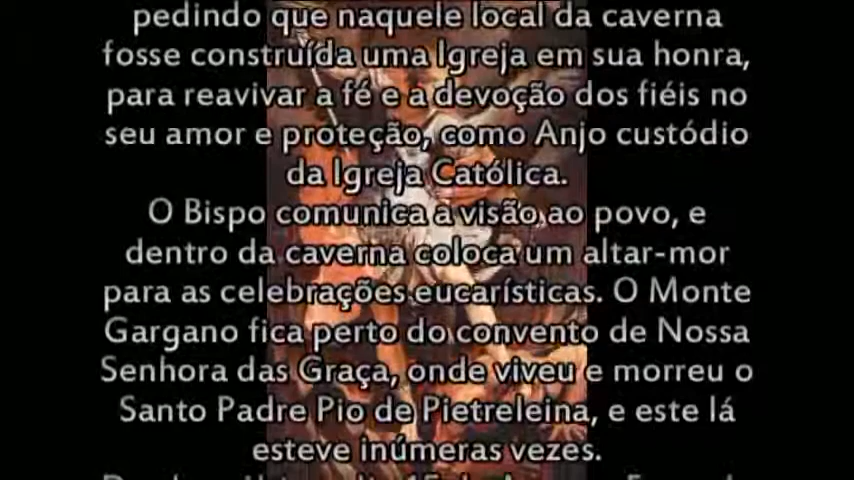 pedindo que naquele local da caverna
fosse construída uma Igreja em sua honra,
para reavivar a fé e a devoção dos fiéis no
seu amor e proteção, como Anjo custódio
da Igreja Católica.
O Bispo comunica a visão ao povo, e
dentro da caverna coloca um altar-mor
para as celebrações eucarísticas. O Monte
Gargano fica perto do convento de Nossa
Senhora das Graça, onde viveu e morreu o
Santo Padre Pio de Pietreleina, e este lá
esteve inúmeras vezes.